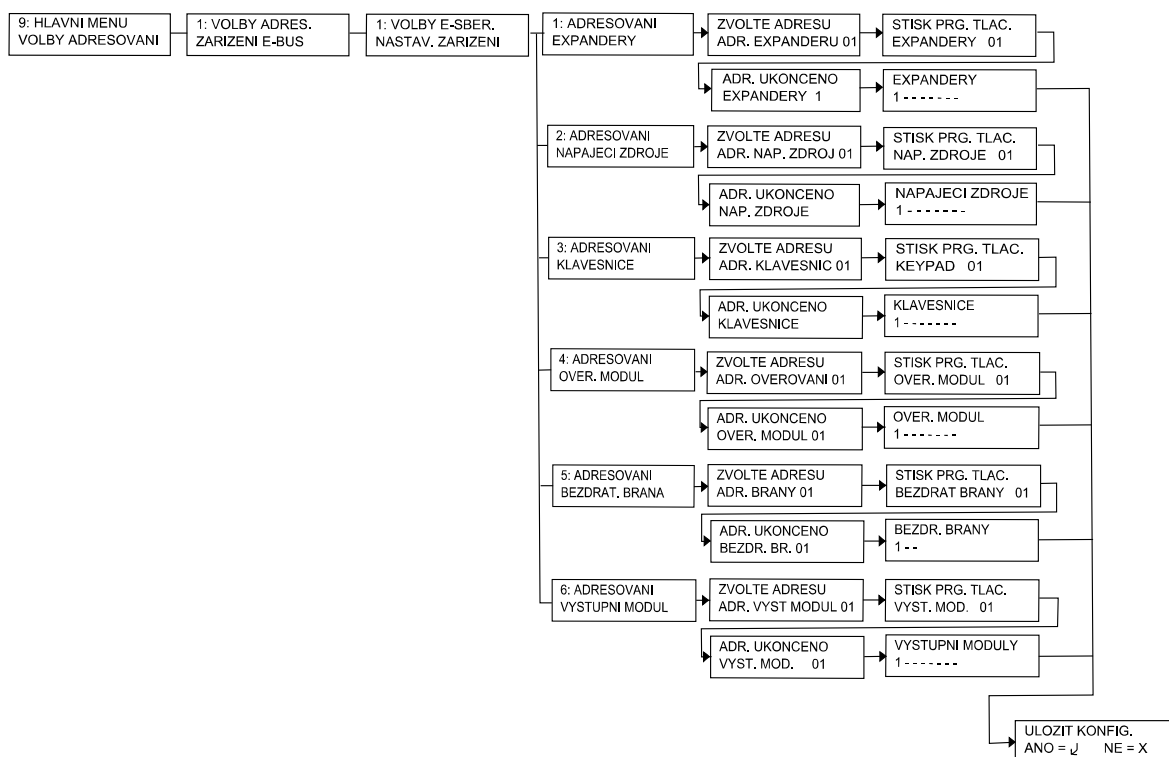 9: HLAVNI MENU
VOLBY ADRESOVANI
1: VOLBY ADRES.
ZARIZENI E-BUS
1: VOLBY E-SBER.
NASTAV. ZARIZENI
1: ADRESOVANI
EXPANDERY
ZVOLTE ADRESU
ADR. EXPANDERU 01
STISK PRG. TLAC.
EXPANDERY 01
ADR. UKONCENO
EXPANDERY 1
EXPANDERY
1 - - - - - - -
2: ADRESOVANI
NAPAJECI ZDROJE
ZVOLTE ADRESU
ADR. NAP. ZDROJ 01
STISK PRG. TLAC.
NAP. ZDROJE 01
ADR. UKONCENO
NAP. ZDROJE
NAPAJECI ZDROJE
1 - - - - - - -
3: ADRESOVANI
KLAVESNICE
ZVOLTE ADRESU
ADR. KLAVESNIC 01
STISK PRG. TLAC.
KEYPAD 01
ADR. UKONCENO
KLAVESNICE
KLAVESNICE
1 - - - - - - -
4: ADRESOVANI
OVER. MODUL
ZVOLTE ADRESU
ADR. OVEROVANI 01
STISK PRG. TLAC.
OVER. MODUL 01
ADR. UKONCENO
OVER. MODUL 01
OVER. MODUL
1 - - - - - - -
5: ADRESOVANI
BEZDRAT. BRANA
ZVOLTE ADRESU
ADR. BRANY 01
STISK PRG. TLAC.
BEZDRAT BRANY 01
ADR. UKONCENO
BEZDR. BR. 01
BEZDR. BRANY
1 - -
6: ADRESOVANI
VYSTUPNI MODUL
ZVOLTE ADRESU
ADR. VYST MODUL 01
STISK PRG. TLAC.
VYST. MOD. 01
ADR. UKONCENO
VYST. MOD. 01
VYSTUPNI MODULY
1 - - - - - - -
ULOZIT KONFIG.
ANO = ↲ NE = X